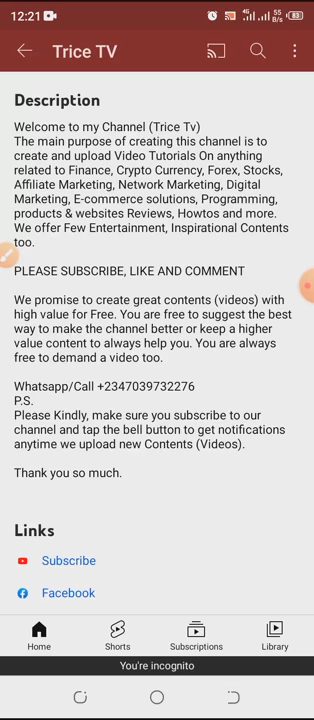 12:21
4G
55
B/s
83
Trice TV
Description
Welcome to my Channel (Trice Tv)
The main purpose of creating this channel is to
create and upload Video Tutorials On anything
related to Finance, Crypto Currency, Forex, Stocks,
Affiliate Marketing, Network Marketing, Digital
Marketing, E-commerce solutions, Programming,
products & websites Reviews, Howtos and more.
We offer Few Entertainment, Inspirational Contents
too.
PLEASE SUBSCRIBE, LIKE AND COMMENT
We promise to create great contents (videos) with
high value for Free. You are free to suggest the best
way to make the channel better or keep a higher
value content to always help you. You are always
free to demand a video too.
Whatsapp/Call +2347039732276
P.S.
Please Kindly, make sure you subscribe to our
channel and tap the bell button to get notifications
anytime we upload new Contents (Videos).
Thank you so much.
Links
Subscribe
Facebook
Home Shorts Subscriptions Library
You're incognito